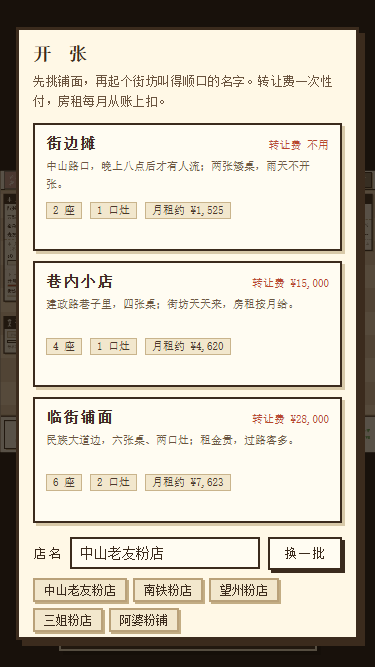 开 张
先挑铺面，再起个街坊叫得顺口的名字。转让费一次性
付，房租每月从账上扣。
街边摊
转让费 不用
中山路口，晚上八点后才有人流；两张矮桌，雨天不开
张。
2 座
1 口灶
月租约 ¥1,525
巷内小店
转让费 ¥15,000
建政路巷子里，四张桌；街坊天天来，房租按月给。
4 座
1 口灶
月租约 ¥4,620
临街铺面
转让费 ¥28,000
民族大道边，六张桌、两口灶；租金贵，过路客多。
6 座
2 口灶
月租约 ¥7,623
店名
中山老友粉店
换一批
中山老友粉店
南铁粉店
望州粉店
三姐粉店
阿婆粉铺